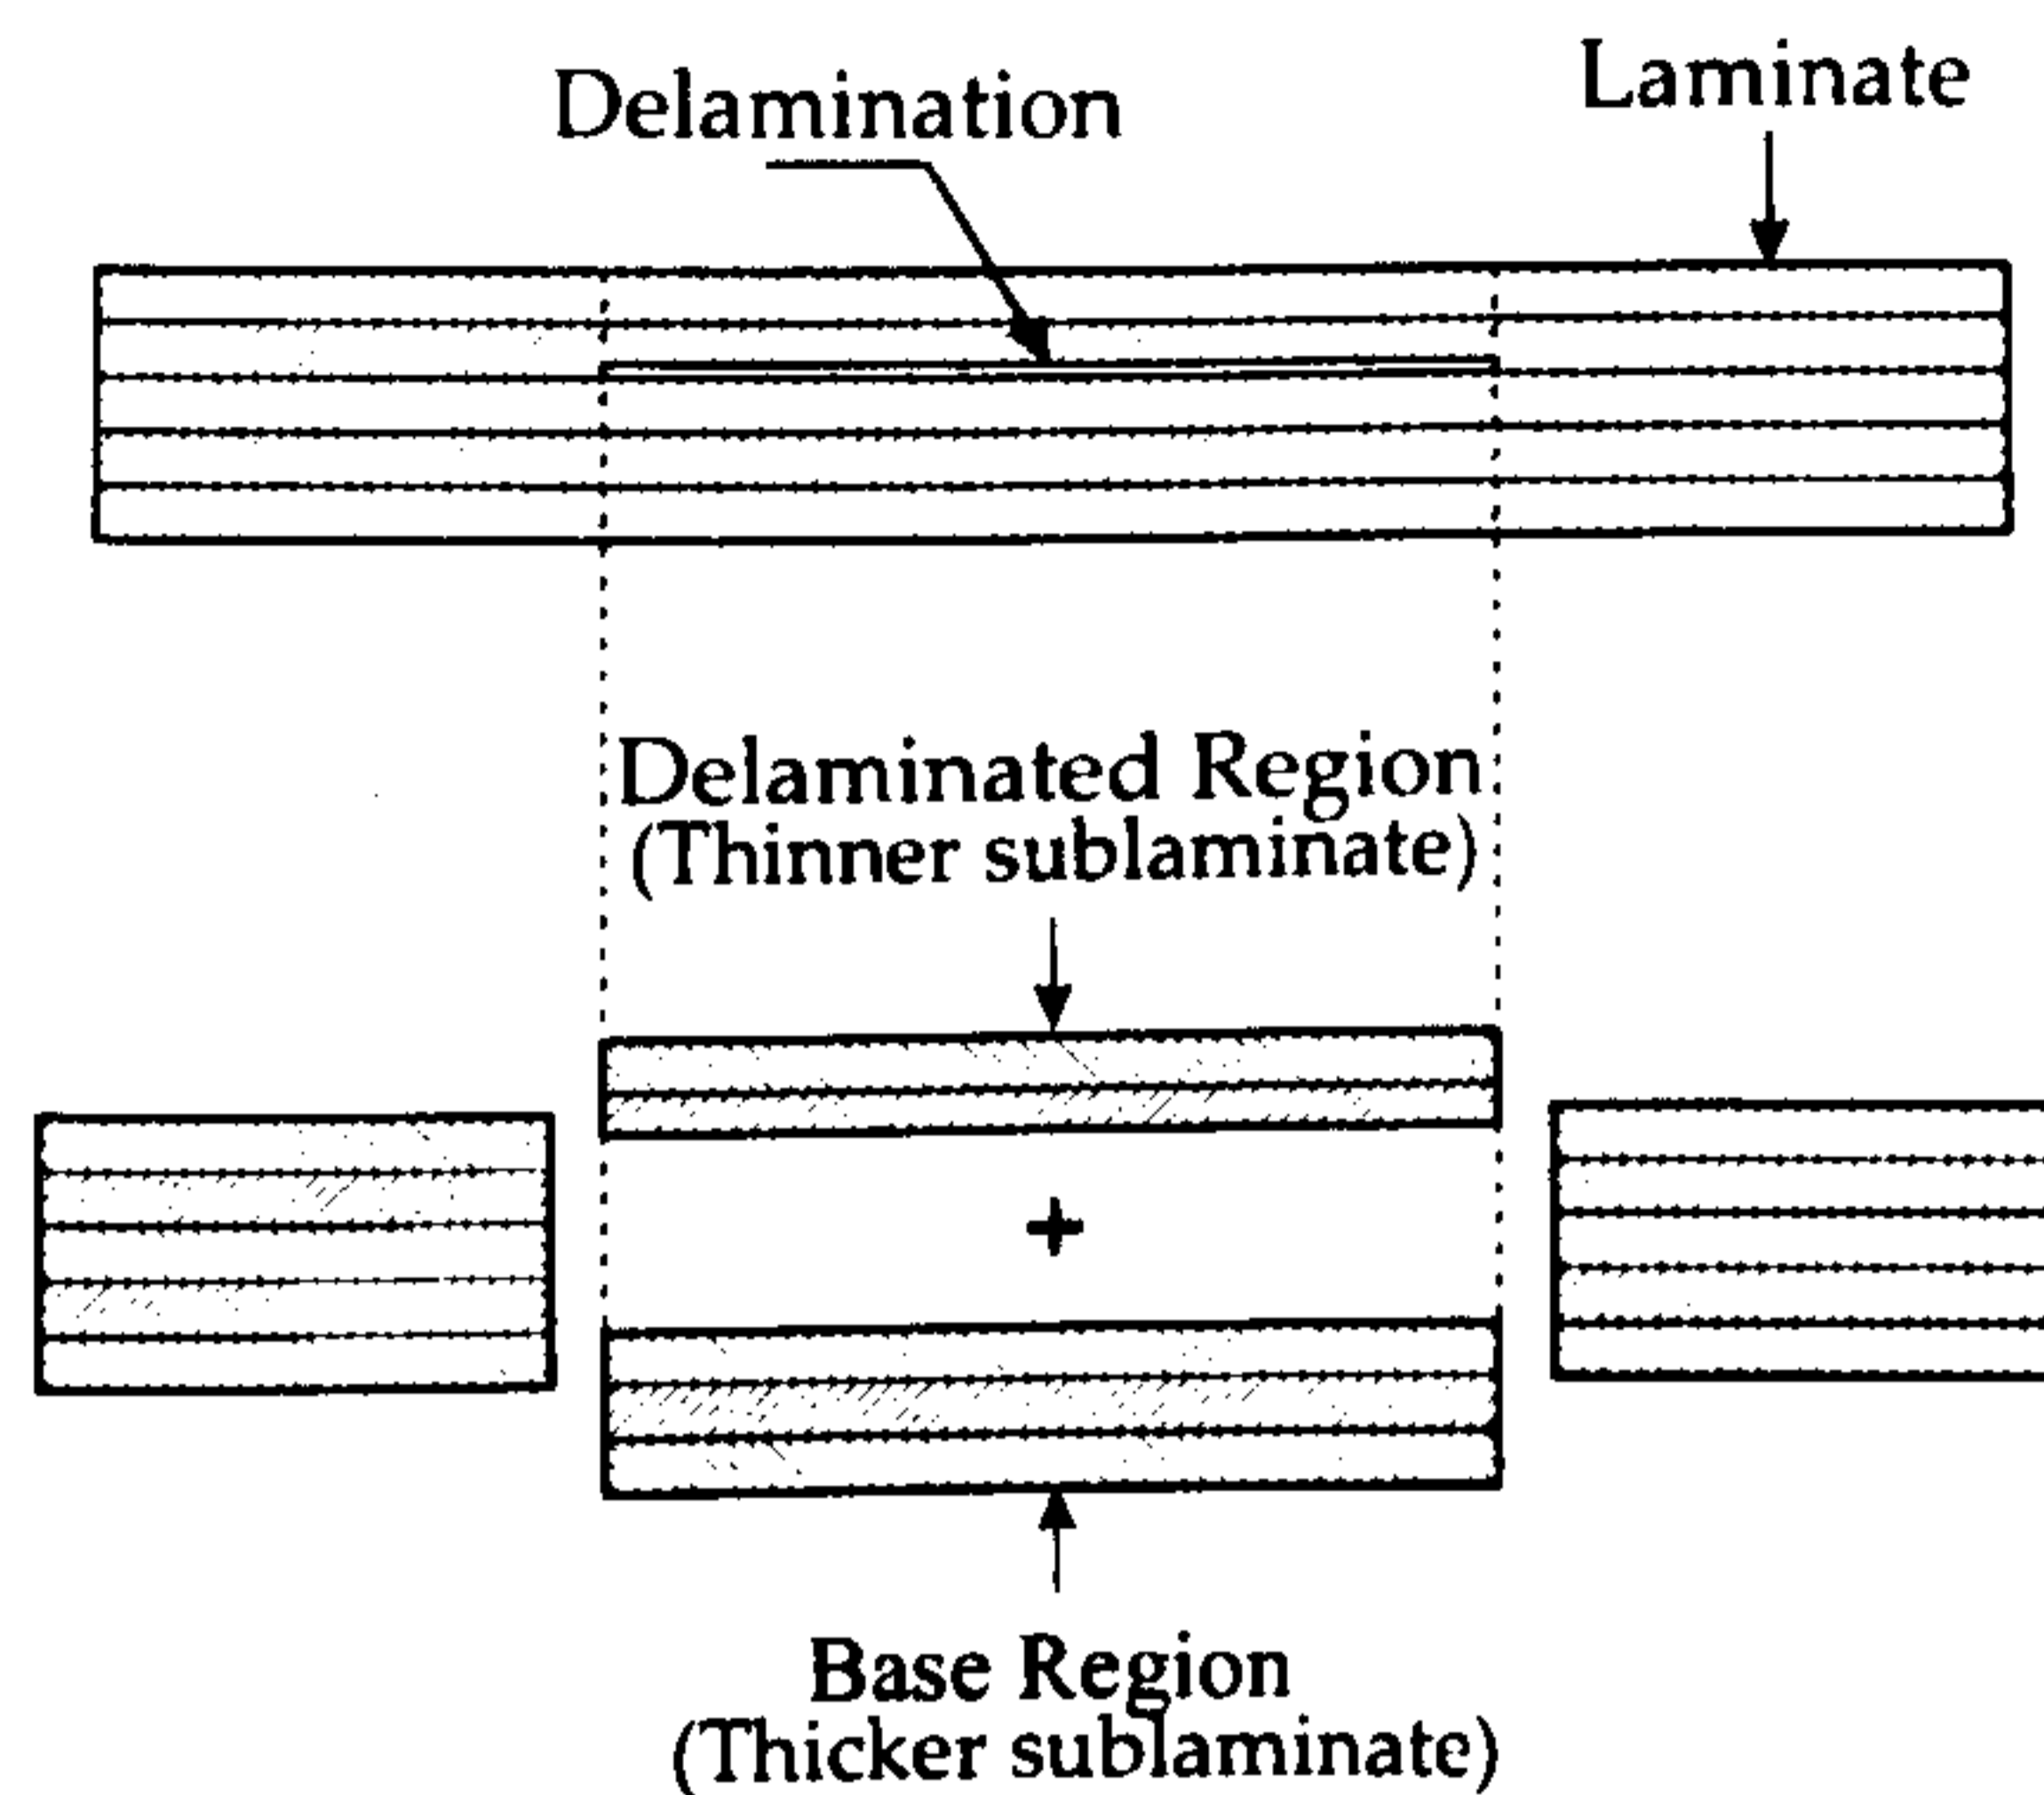 Delamination
Laminate
Delaminated Region
(Thinner sublaminate)
+
Base Region
(Thicker sublaminate)